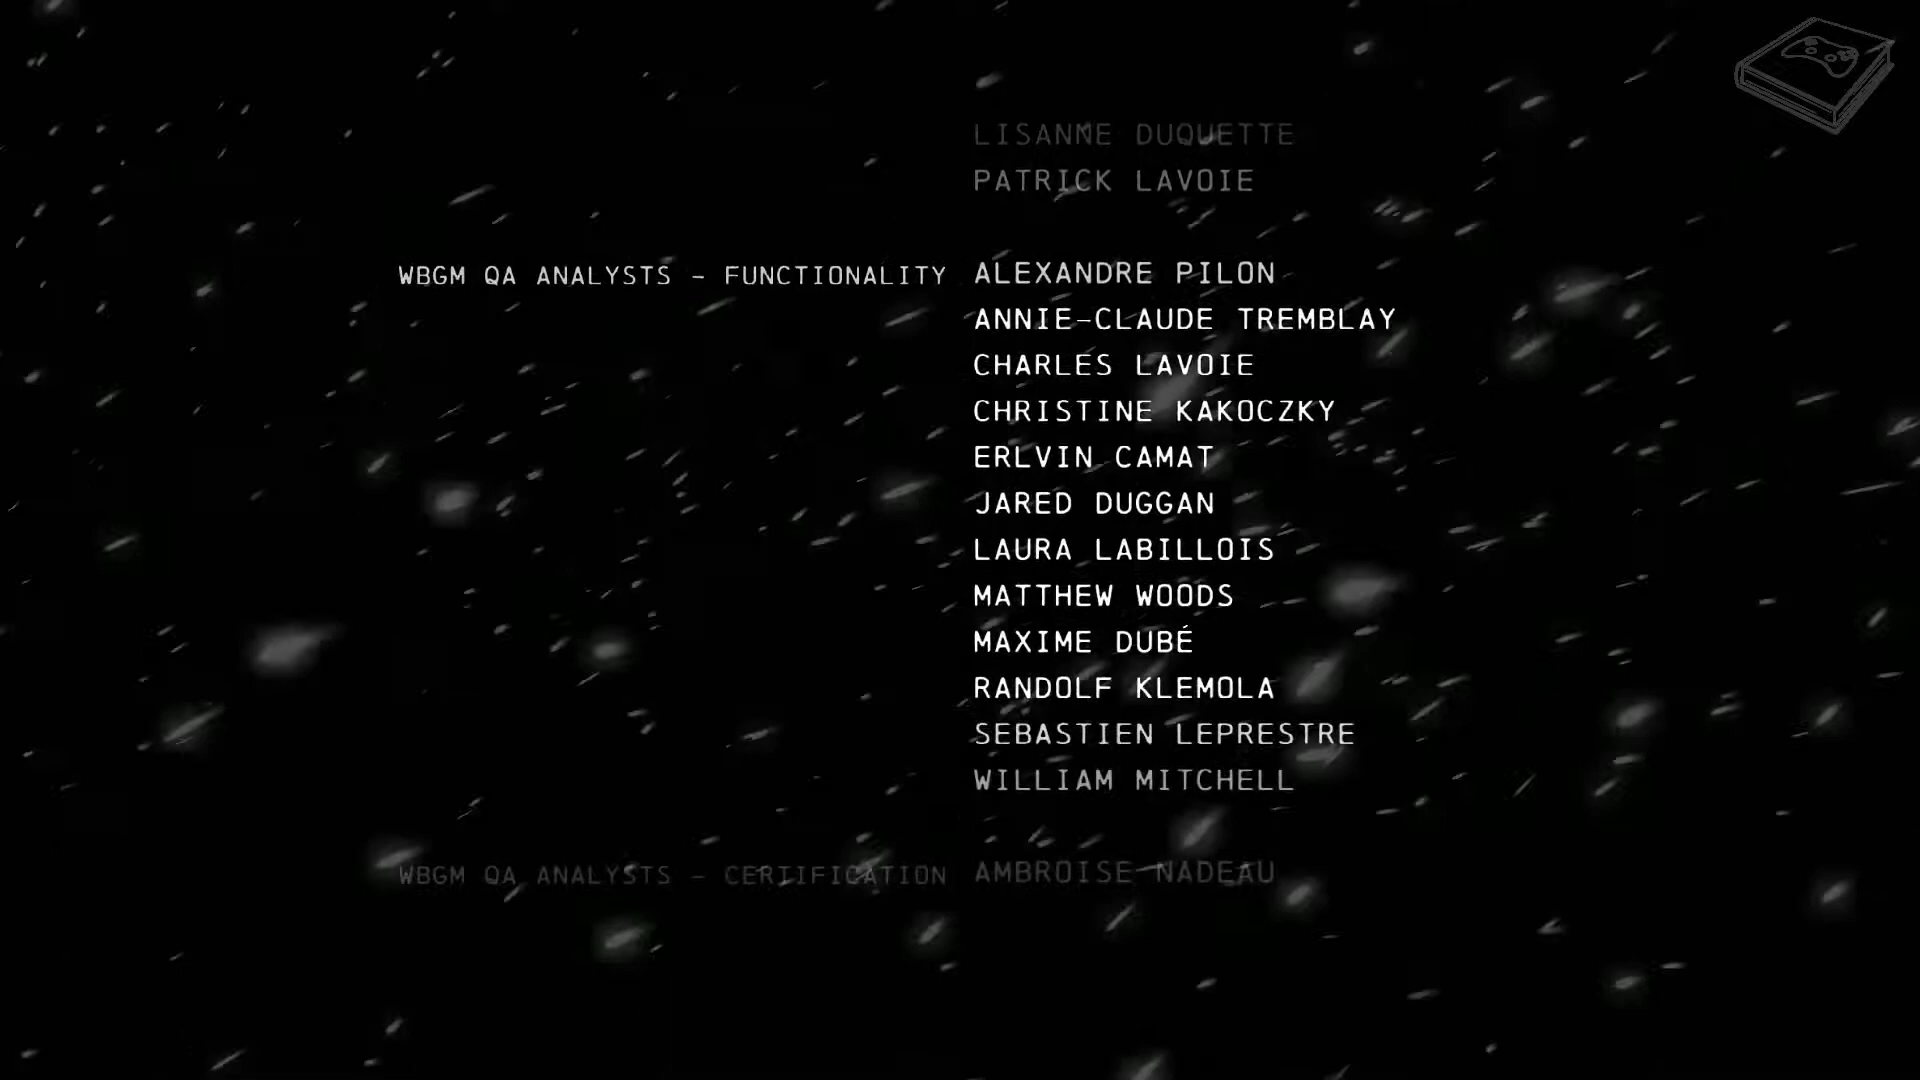 LISANNE DUQUETTE
PATRICK LAVOIE
WBGM QA ANALYSTS - FUNCTIONALITY ALEXANDRE PILON
ANNIE-CLAUDE TREMBLAY
CHARLES LAVOIE
CHRISTINE KAKOCZKY
ERLVIN CAMAT
JARED DUGGAN
LAURA LABILLOIS
MATTHEW WOODS
MAXIME DUBÉ
RANDOLF KLEMOLA
SEBASTIEN LEPRESTRE
WILLIAM MITCHELL
WBGM QA ANALYSTS - CERTIFICATION AMBROISE NADEAU